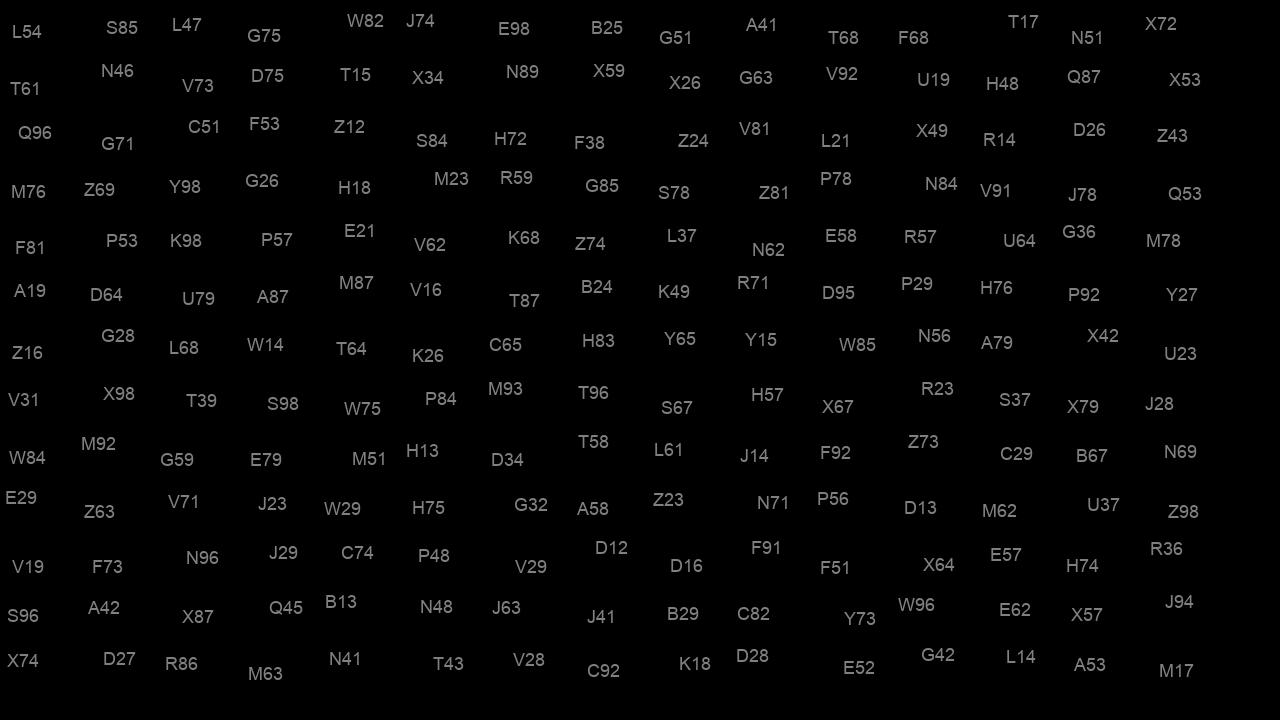 L54 S85 L47 G75 W82 J74 E98 B25 G51 A41 T68 F68 T17 N51 X72
T61 N46 V73 D75 T15 X34 N89 X59 X26 G63 V92 U19 H48 Q87 X53
Q96 G71 C51 F53 Z12 S84 H72 F38 Z24 V81 L21 X49 R14 D26 Z43
M76 Z69 Y98 G26 H18 M23 R59 G85 S78 Z81 P78 N84 V91 J78 Q53
F81 P53 K98 P57 E21 V62 K68 Z74 L37 N62 E58 R57 U64 G36 M78
A19 D64 U79 A87 M87 V16 T87 B24 K49 R71 D95 P29 H76 P92 Y27
Z16 G28 L68 W14 T64 K26 C65 H83 Y65 Y15 W85 N56 A79 X42 U23
V31 X98 T39 S98 W75 P84 M93 T96 S67 H57 X67 R23 S37 X79 J28
W84 M92 G59 E79 M51 H13 D34 T58 L61 J14 F92 Z73 C29 B67 N69
E29 Z63 V71 J23 W29 H75 G32 A58 Z23 N71 P56 D13 M62 U37 Z98
V19 F73 N96 J29 C74 P48 V29 D12 D16 F91 F51 X64 E57 H74 R36
S96 A42 X87 Q45 B13 N48 J63 J41 B29 C82 Y73 W96 E62 X57 J94
X74 D27 R86 M63 N41 T43 V28 C92 K18 D28 E52 G42 L14 A53 M17